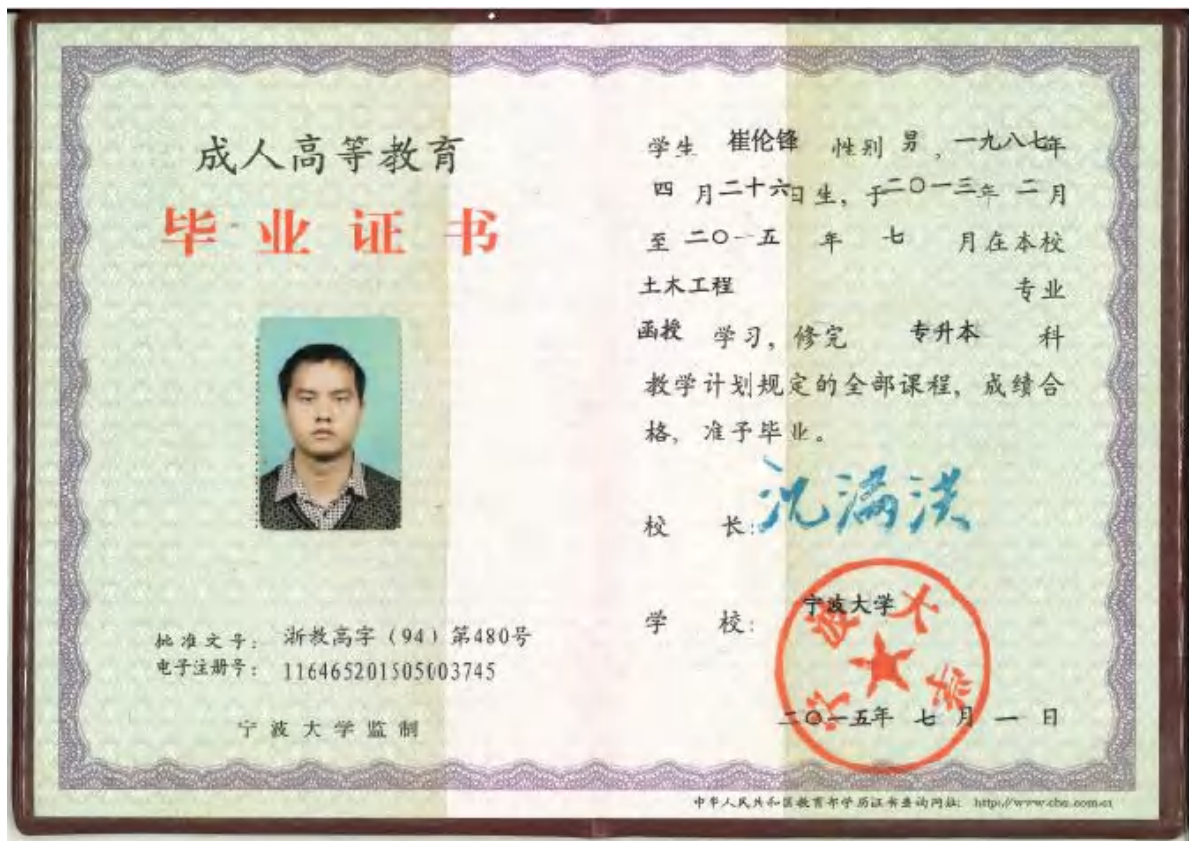 成人高等教育
毕业证书
批准文号： 浙教高字（94）第480号
电子注册号： 116465201505003745
宁波大学监制
学生 崔伦锋 性别 男 ，一九八七年
四 月二十六日生，于二○一三年 二月
至 二○一五 年 七 月在本校
土木工程 专业
函授 学习，修完 专升本 科
教学计划规定的全部课程，成绩合
格，准予毕业。
校 长：沈满洪
学 校： 宁波大学
宁波大学
二○一五年 七 月 一 日
中华人民共和国教育部学历证书查询网址： http://www.chsi.com.cn